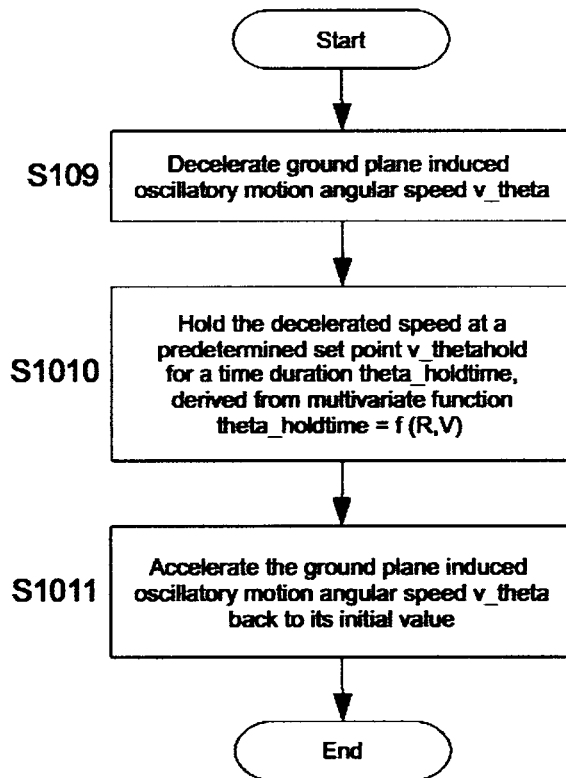 Start
S109
Decelerate ground plane induced
oscillatory motion angular speed v_theta
S1010
Hold the decelerated speed at a
predetermined set point v_thetahold
for a time duration theta_holdtime,
derived from multivariate function
theta_holdtime = f (R,V)
S1011
Accelerate the ground plane induced
oscillatory motion angular speed v_theta
back to its initial value
End